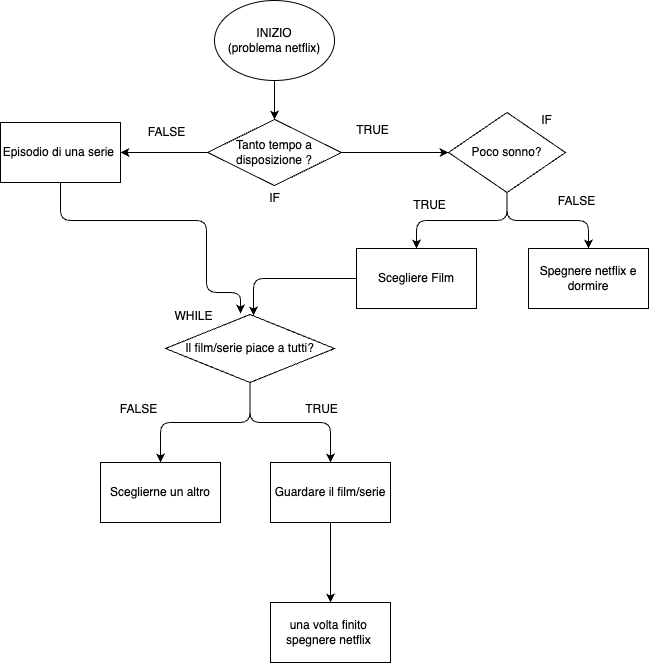 INIZIO
(problema netflix)
FALSE
TRUE
IF
Episodio di una serie
Tanto tempo a
disposizione ?
Poco sonno?
IF
TRUE
FALSE
Scegliere Film
Spegnere netflix e
dormire
WHILE
Il film/serie piace a tutti?
FALSE
TRUE
Sceglierne un altro
Guardare il film/serie
una volta finito
spegnere netflix